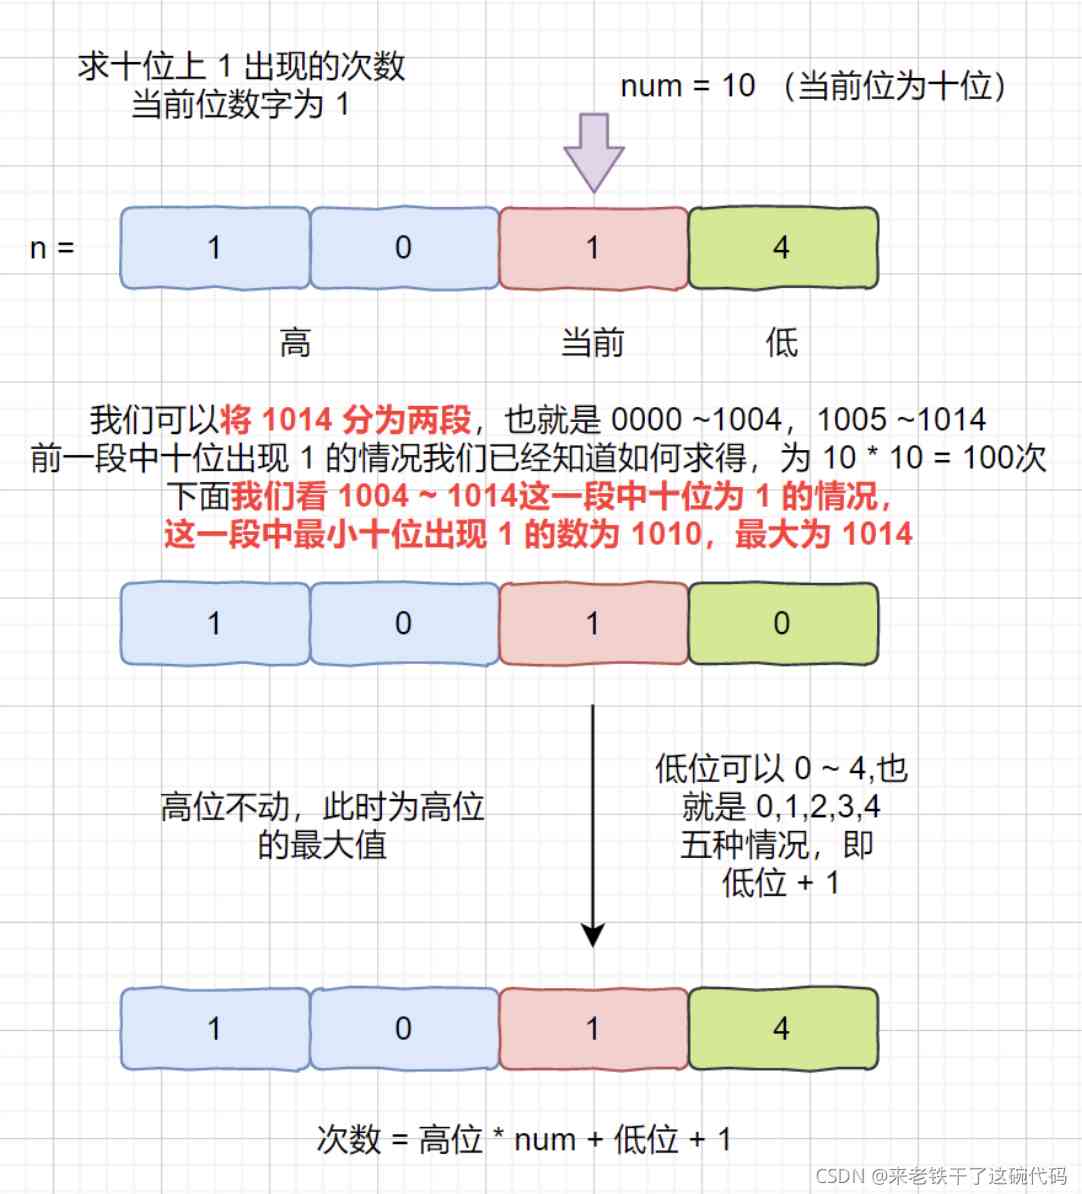 求十位上 1 出现的次数
当前位数字为 1
num = 10 （当前位为十位）
n = 1 0 1 4
高 当前 低
我们可以将 1014 分为两段，也就是 0000 ~1004，1005 ~1014
前一段中十位出现 1 的情况我们已经知道如何求得，为 10 * 10 = 100次
下面我们看 1004 ~ 1014这一段中十位为 1 的情况，
这一段中最小十位出现 1 的数为 1010，最大为 1014
1 0 1 0
高位不动，此时为高位
的最大值
低位可以 0 ~ 4,也
就是 0,1,2,3,4
五种情况，即
低位 + 1
1 0 1 4
次数 = 高位 * num + 低位 + 1
CSDN @来老铁干了这碗代码